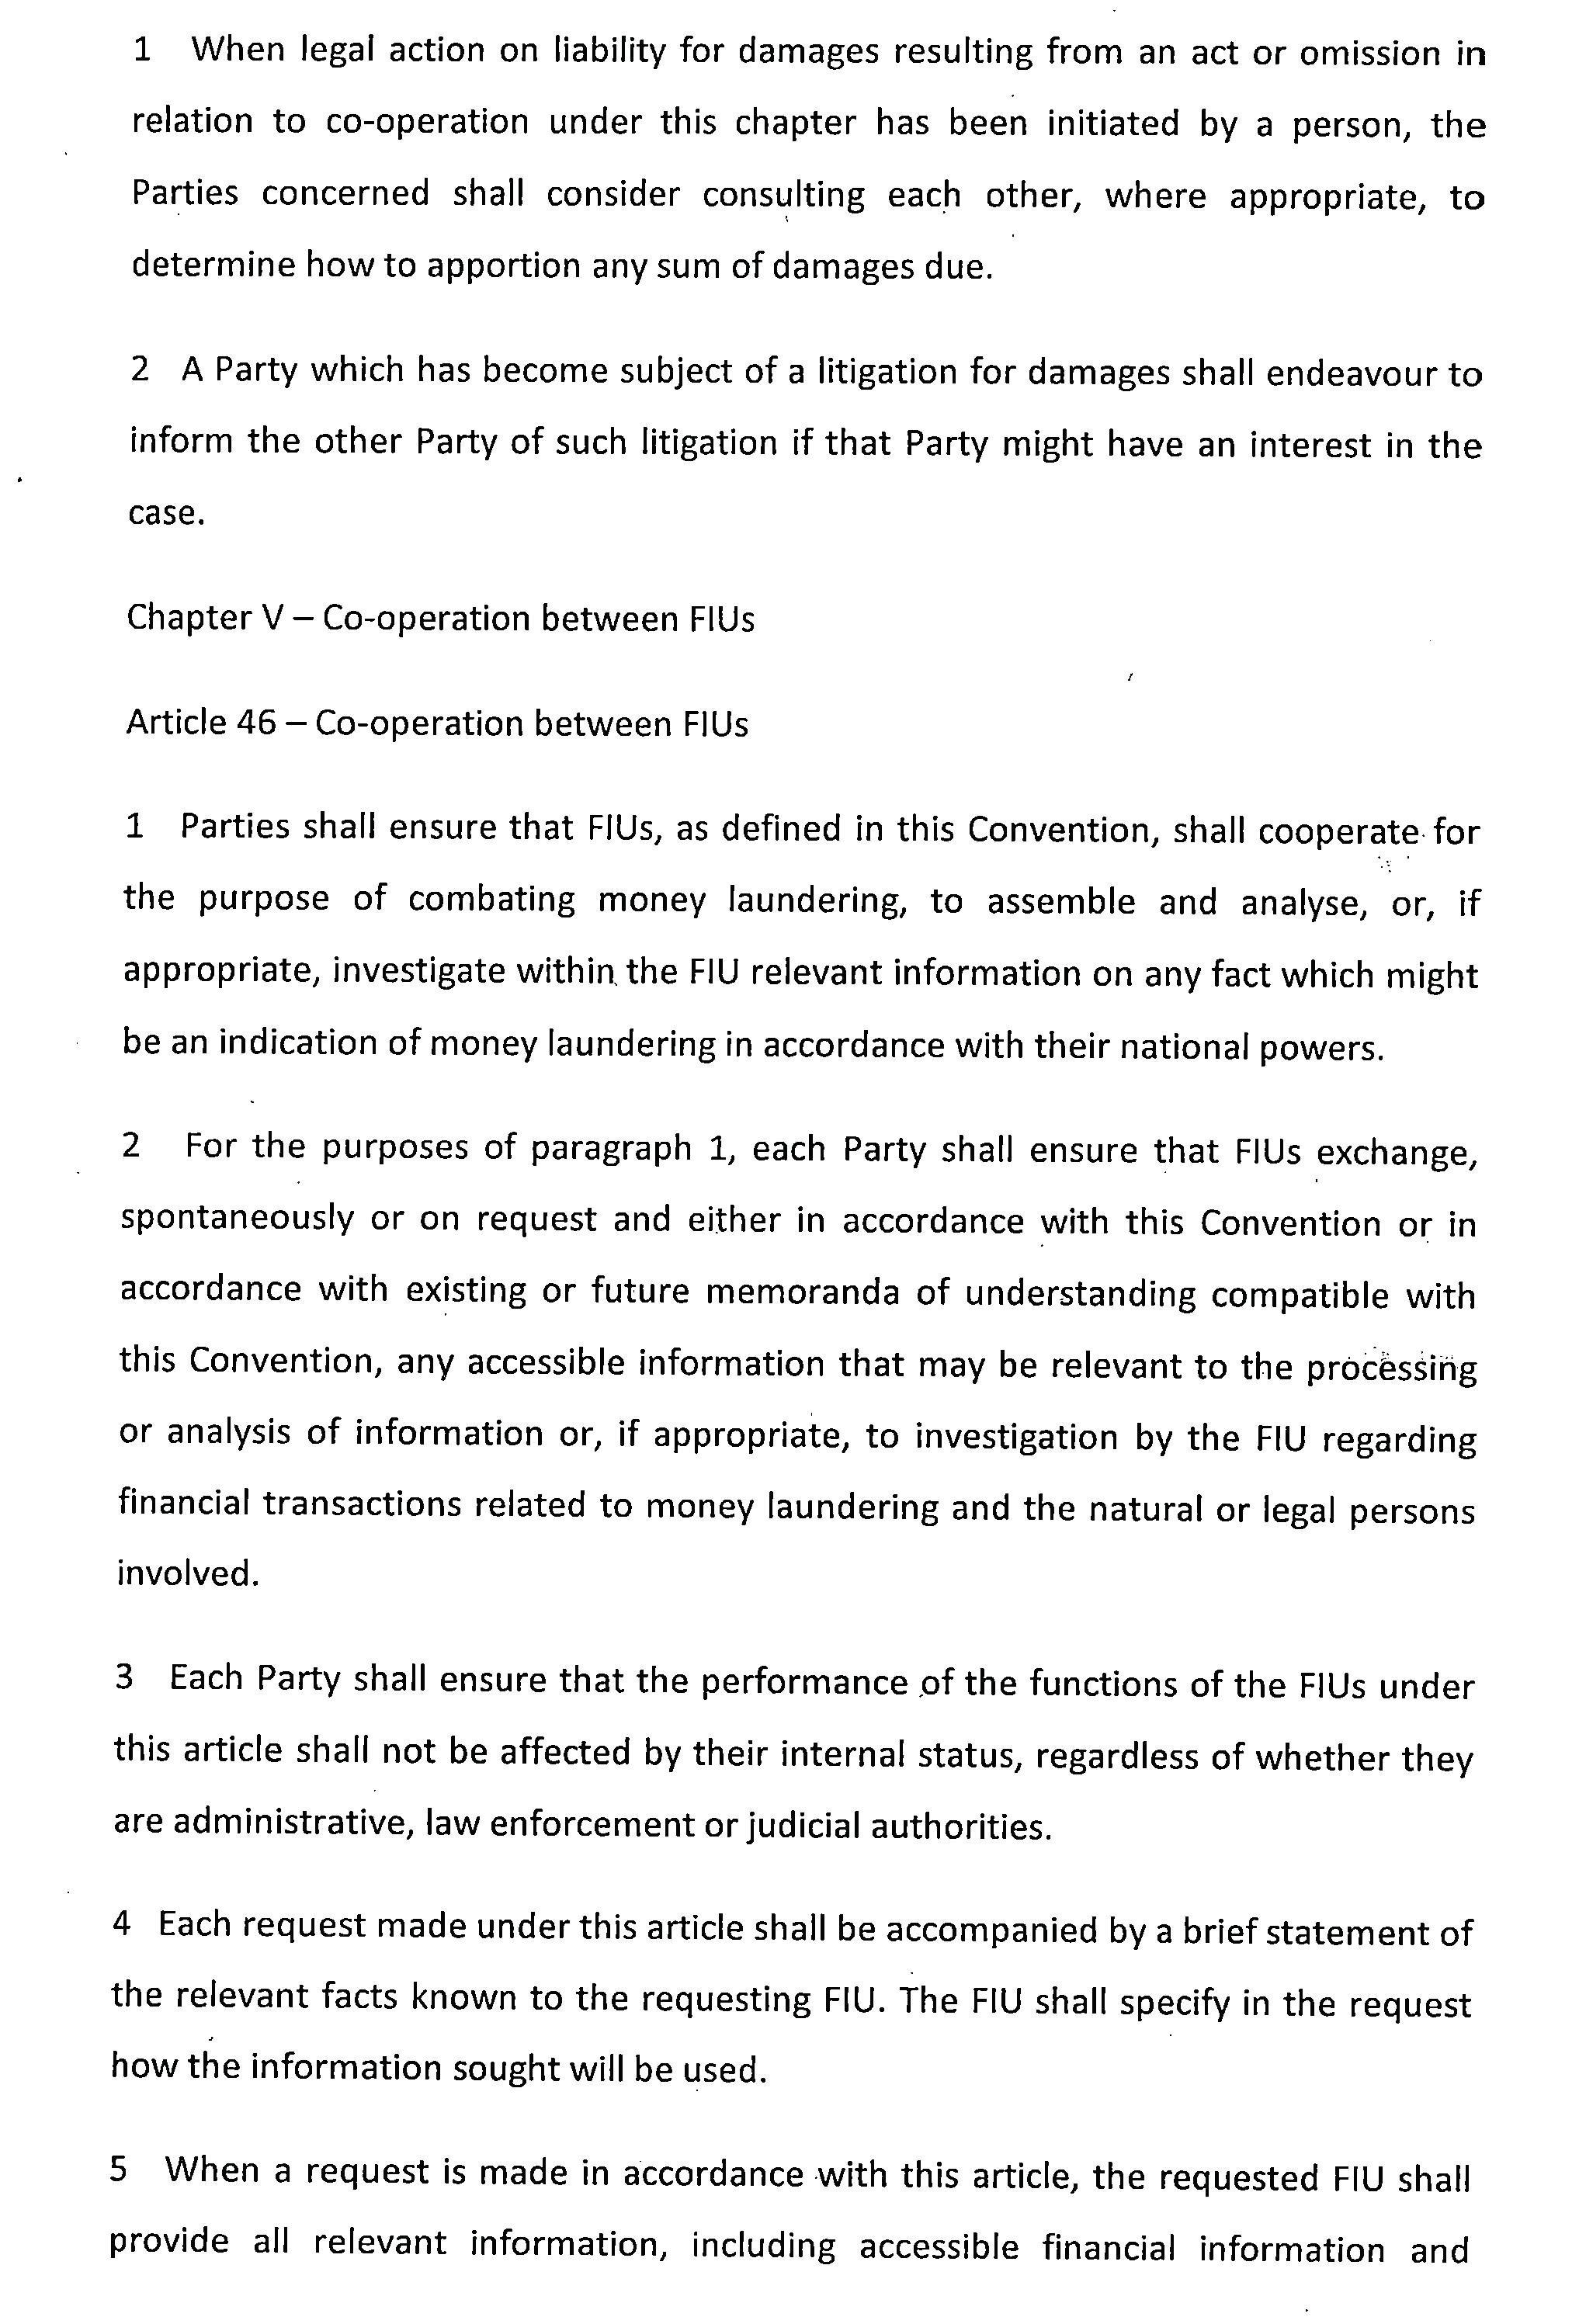 1 When legal action on liability for damages resulting from an act or omission in
relation to co-operation under this chapter has been initiated by a person, the
Parties concerned shall consider consulting each other, where appropriate, to
determine how to apportion any sum of damages due.
2 A Party which has become subject of a litigation for damages shall endeavour to
inform the other Party of such litigation if that Party might have an interest in the
case.
Chapter V – Co-operation between FIUs
Article 46 – Co-operation between FIUs
1 Parties shall ensure that FIUs, as defined in this Convention, shall cooperate for
the purpose of combating money laundering, to assemble and analyse, or, if
appropriate, investigate within the FIU relevant information on any fact which might
be an indication of money laundering in accordance with their national powers.
2 For the purposes of paragraph 1, each Party shall ensure that FIUs exchange,
spontaneously or on request and either in accordance with this Convention or in
accordance with existing or future memoranda of understanding compatible with
this Convention, any accessible information that may be relevant to the processing
or analysis of information or, if appropriate, to investigation by the FIU regarding
financial transactions related to money laundering and the natural or legal persons
involved.
3 Each Party shall ensure that the performance of the functions of the FIUs under
this article shall not be affected by their internal status, regardless of whether they
are administrative, law enforcement or judicial authorities.
4 Each request made under this article shall be accompanied by a brief statement of
the relevant facts known to the requesting FIU. The FIU shall specify in the request
how the information sought will be used.
5 When a request is made in accordance with this article, the requested FIU shall
provide all relevant information, including accessible financial information and